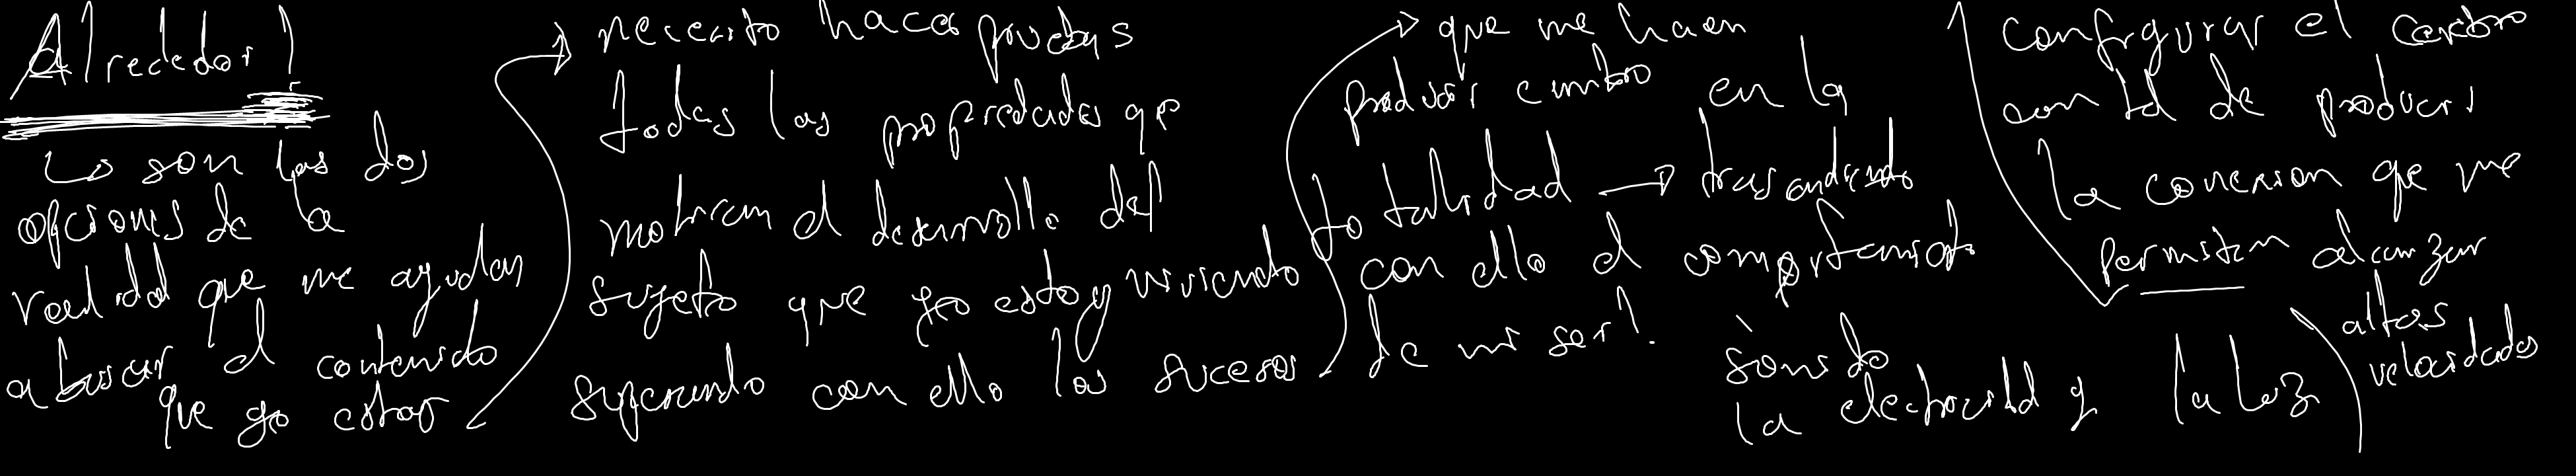 Alrededor!
Lo son las dos
opciones de la
realidad que me ayudan
a buscar el contenido
que yo estoy
necesito hacer pruebas
todas las propiedades que
motrican el desarrollo del
sujeto que yo estoy viviendo
superando con ello los sucesos
que me hacen
producir cambio en la
totalidad → trasandiendo
con ello el comportamiento
de mi ser!
configurar el cerebro
con Id de producir
la conexion que me
permiten alcanzar
altas
velocidades
sonido
la electricidad y la luz